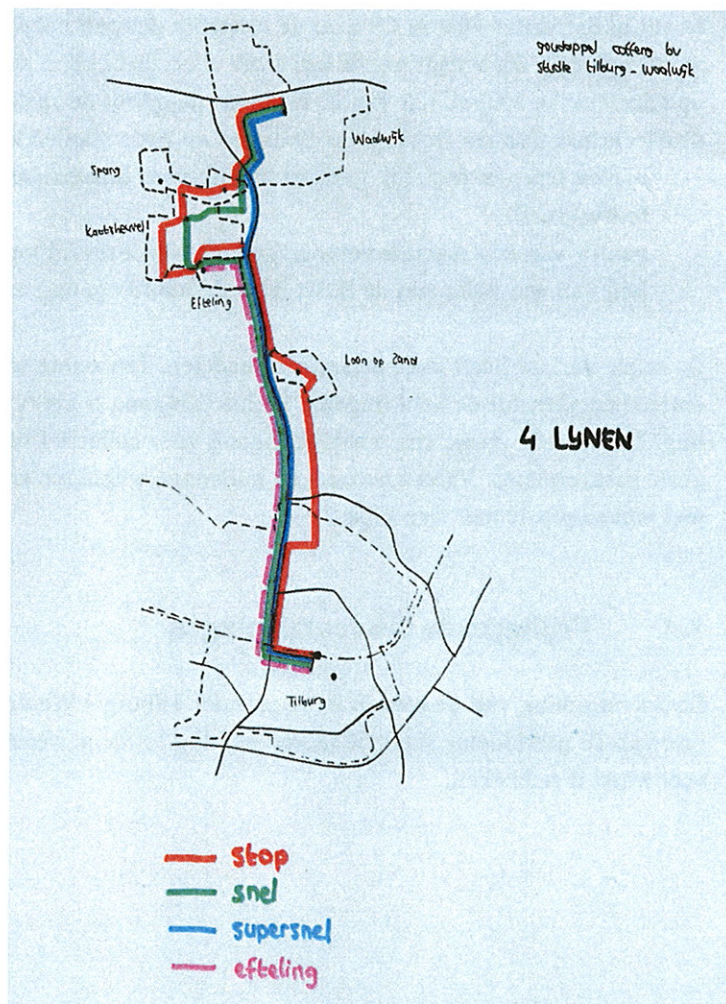 goudappel coffeng bv
studie tilburg - waalwijk
Waalwijk
Sprang
Kaatsheuvel
Efteling
Loon op Zand
4 LYNEN
Tilburg
stop
snel
supersnel
efteling